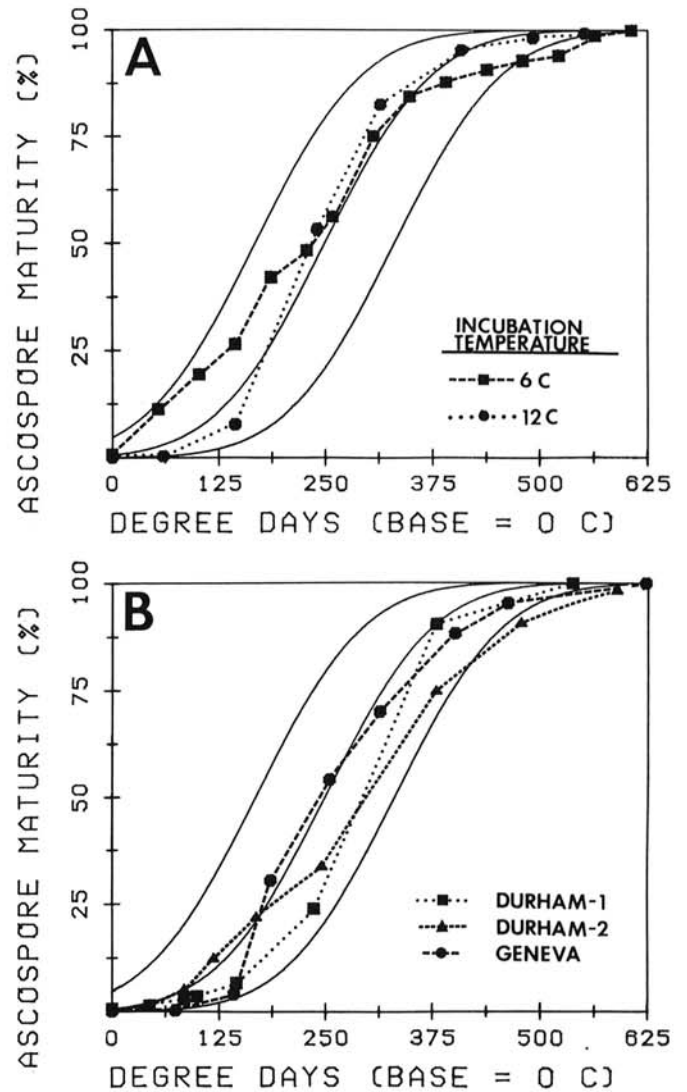 A
ASCOSPORE MATURITY (%)
100
75
50
25
INCUBATION
TEMPERATURE
6 C
12 C
0 125 250 375 500 625
DEGREE DAYS (BASE = 0 C)
B
ASCOSPORE MATURITY (%)
100
75
50
25
DURHAM-1
DURHAM-2
GENEVA
0 125 250 375 500 625
DEGREE DAYS (BASE = 0 C)